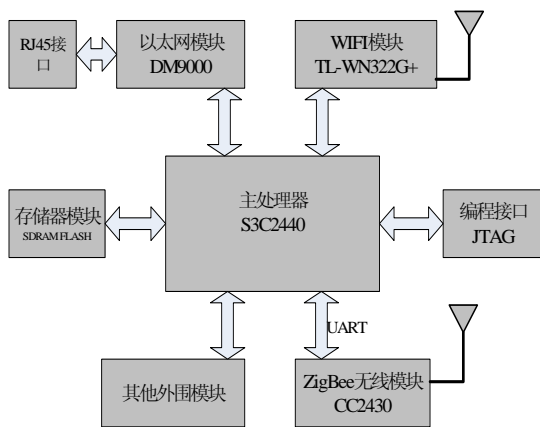 RJ45接
口
以太网模块
DM9000
WIFI模块
TL-WN322G+
主处理器
S3C2440
存储器模块
SDRAM FLASH
编程接口
JTAG
UART
其他外围模块
ZigBee无线模块
CC2430